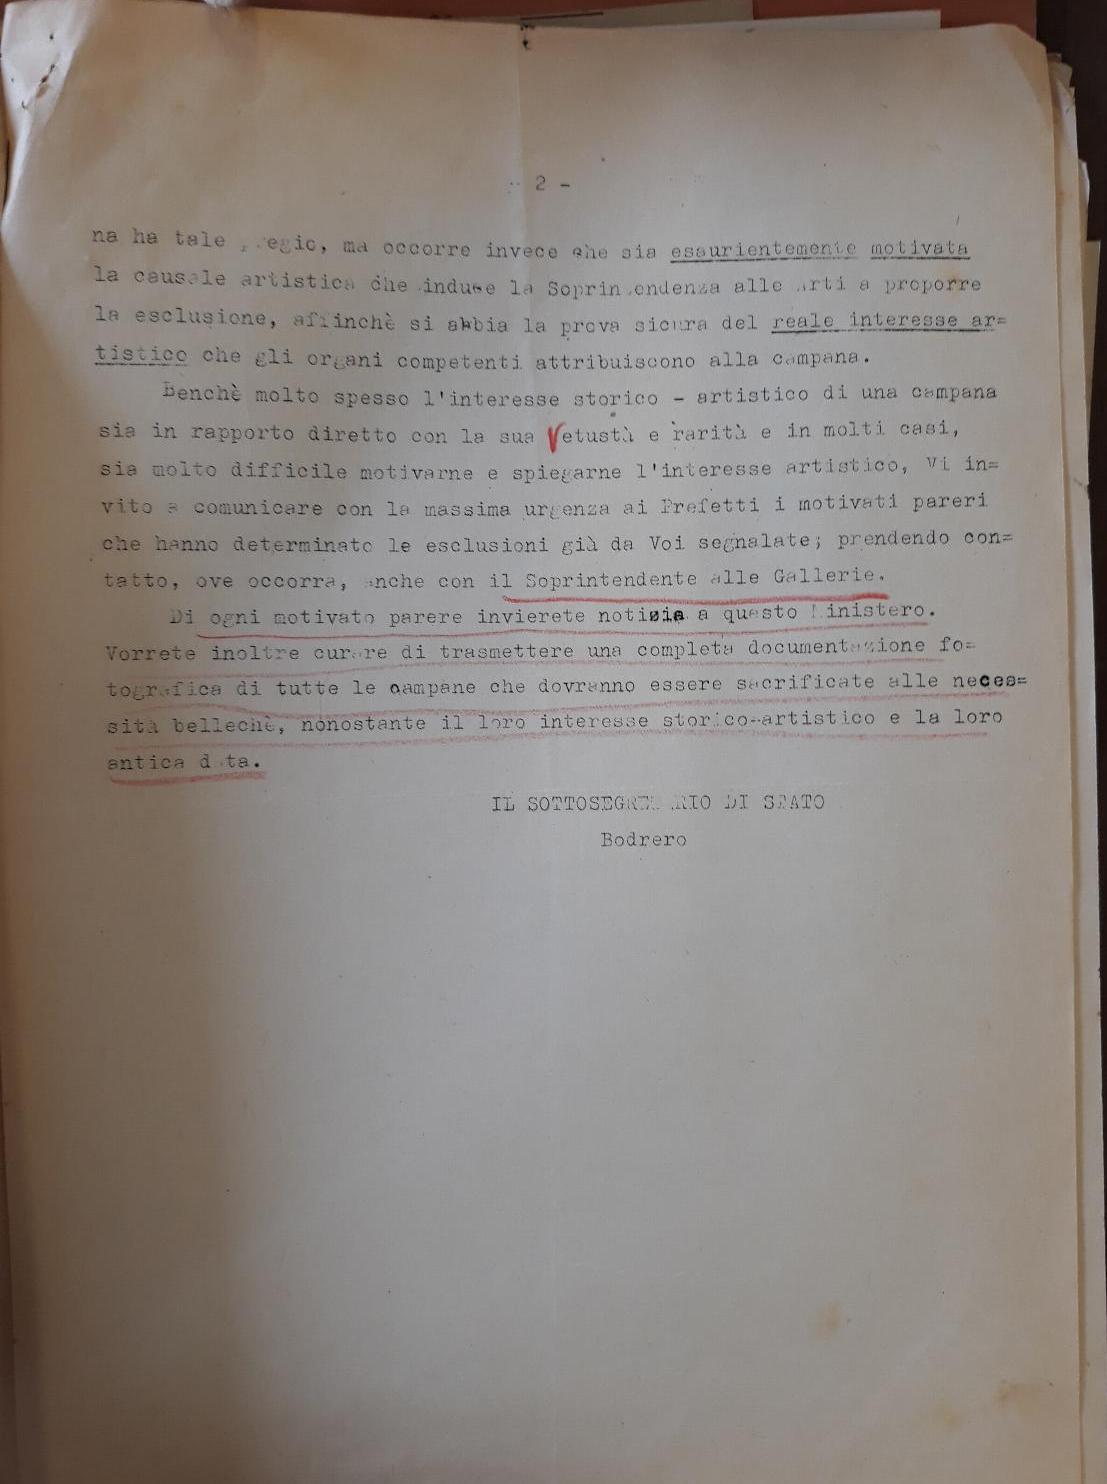 - 2 -
na ha tale pregio, ma occorre invece che sia esaurientemente motivata
la causale artistica che induce la Soprintendenza alle Arti a proporre
la esclusione, affinchè si abbia la prova sicura del reale interesse ar=
tistico che gli organi competenti attribuiscono alla campana.
Benchè molto spesso l'interesse storico - artistico di una campana
sia in rapporto diretto con la sua Vetustà e rarità e in molti casi,
sia molto difficile motivarne e spiegarne l'interesse artistico, Vi in=
vito a comunicare con la massima urgenza ai Prefetti i motivati pareri
che hanno determinato le esclusioni già da Voi segnalate; prendendo con=
tatto, ove occorra, anche con il Soprintendente alle Gallerie.
Di ogni motivato parere invierete notizia a questo Ministero.
Vorrete inoltre curare di trasmettere una completa documentazione fo=
tografica di tutte le campane che dovranno essere sacrificate alle neces=
sità belleche, nonostante il loro interesse storico-artistico e la loro
antica data.
IL SOTTOSEGRETARIO DI STATO
Bodrero